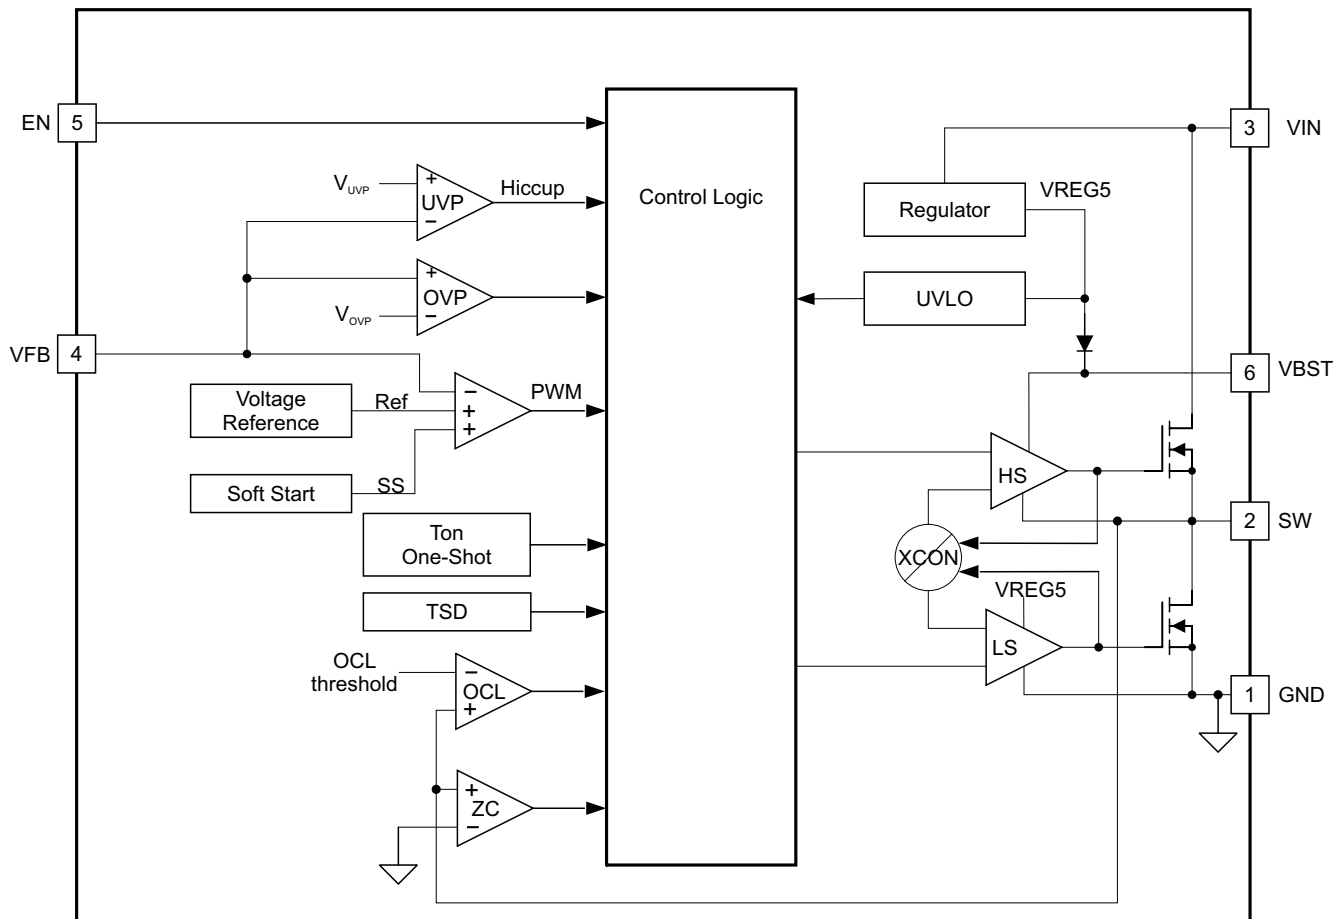 EN 5
VFB 4
V UVP
+
UVP
−
Hiccup
+
OVP
−
V OVP
Voltage
Reference
Ref
−
+
+
PWM
Soft Start
SS
Ton
One-Shot
TSD
OCL
threshold
−
OCL
+
+
ZC
−
Control Logic
Regulator
VREG5
UVLO
HS
XCON
VREG5
LS
3 VIN
6 VBST
2 SW
1 GND